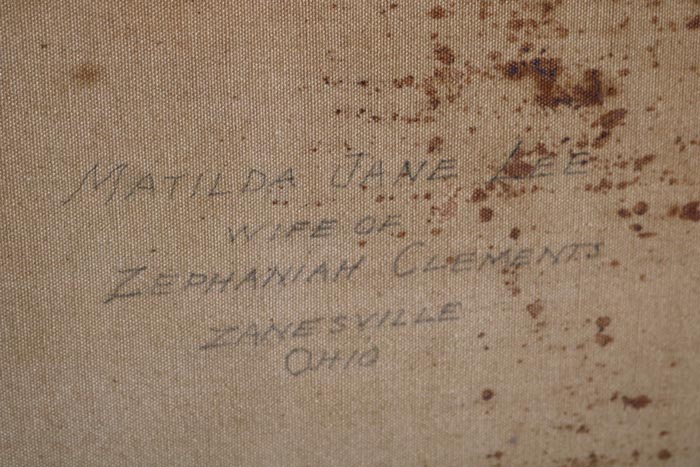 MATILDA JANE LEE
WIFE OF
ZEPHANIAH CLEMENTS
ZANESVILLE
OHIO